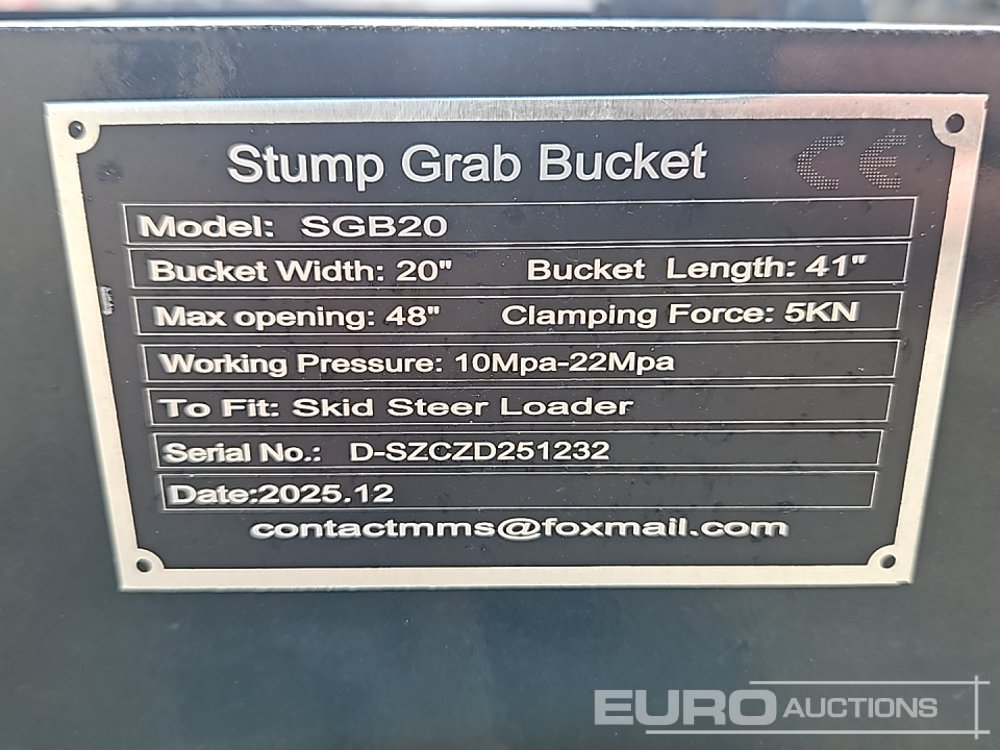 Stump Grab Bucket CE
Model: SGB20
Bucket Width: 20" Bucket Length: 41"
Max opening: 48" Clamping Force: 5KN
Working Pressure: 10Mpa-22Mpa
To Fit: Skid Steer Loader
Serial No.: D-SZCZD251232
Date:2025.12
contactmms@foxmail.com
EURO AUCTIONS